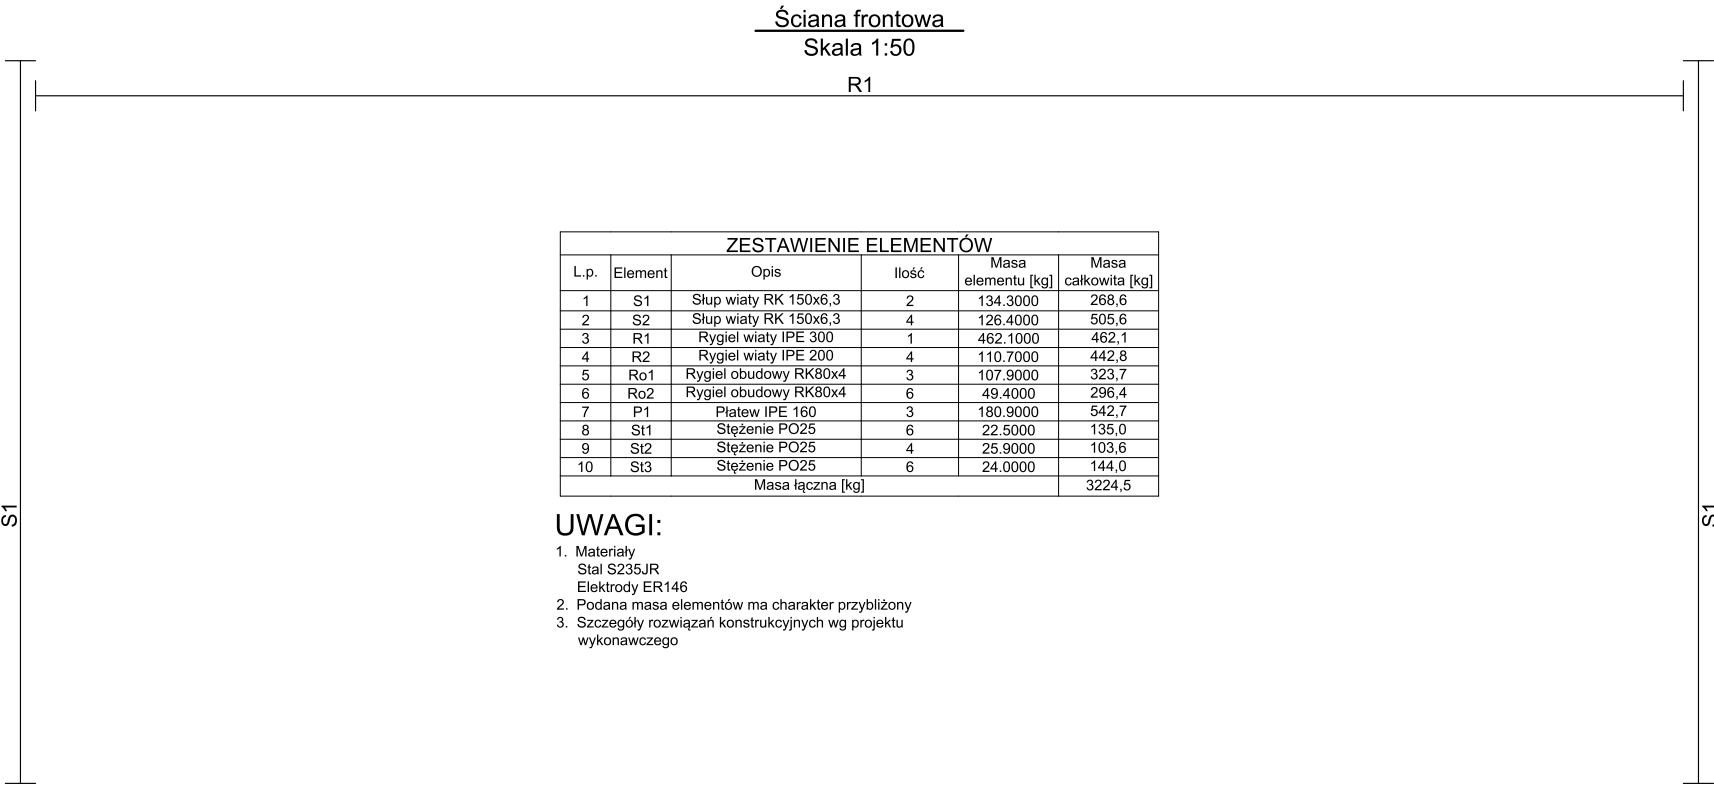 Ściana frontowa
Skala 1:50
R1
S1
S1
ZESTAWIENIE ELEMENTÓW
L.p. Element Opis Ilość Masa elementu [kg] Masa całkowita [kg]
1 S1 Słup wiaty RK 150x6,3 2 134.3000 268,6
2 S2 Słup wiaty RK 150x6,3 4 126.4000 505,6
3 R1 Rygiel wiaty IPE 300 1 462.1000 462,1
4 R2 Rygiel wiaty IPE 200 4 110.7000 442,8
5 Ro1 Rygiel obudowy RK80x4 3 107.9000 323,7
6 Ro2 Rygiel obudowy RK80x4 6 49.4000 296,4
7 P1 Płatew IPE 160 3 180.9000 542,7
8 St1 Stężenie PO25 6 22.5000 135,0
9 St2 Stężenie PO25 4 25.9000 103,6
10 St3 Stężenie PO25 6 24.0000 144,0
Masa łączna [kg] 3224,5
UWAGI:
1. Materiały
Stal S235JR
Elektrody ER146
2. Podana masa elementów ma charakter przybliżony
3. Szczegóły rozwiązań konstrukcyjnych wg projektu
wykonawczego